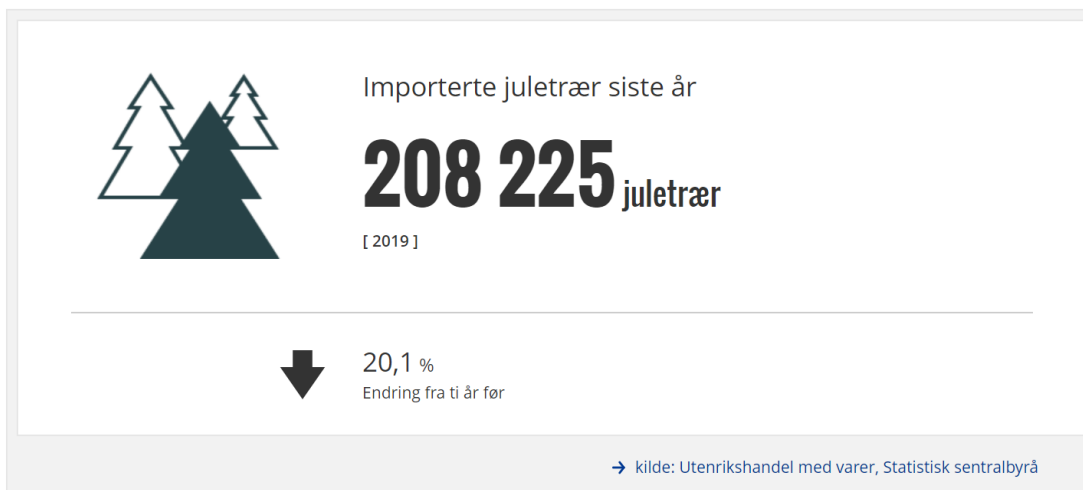 Importerte juletrær siste år
208 225 juletrær
[ 2019 ]
20,1 %
Endring fra ti år før
→ kilde: Utenrikshandel med varer, Statistisk sentralbyrå